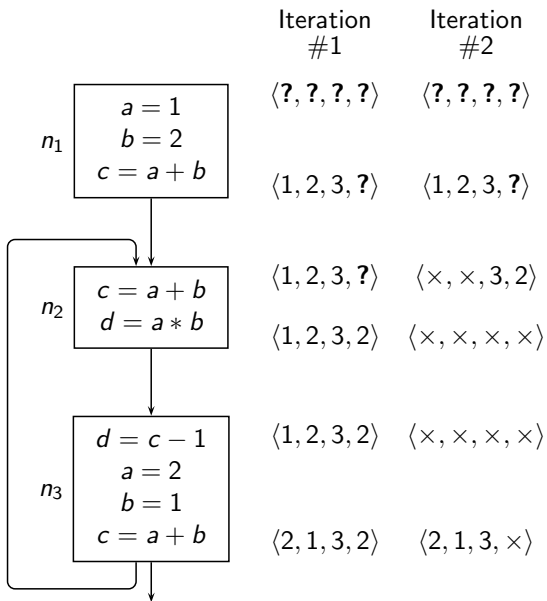 Iteration Iteration
#1 #2
⟨?, ?, ?, ?⟩ ⟨?, ?, ?, ?⟩
a = 1
b = 2
n₁
c = a + b
⟨1, 2, 3, ?⟩ ⟨1, 2, 3, ?⟩
c = a + b ⟨1, 2, 3, ?⟩ ⟨×, ×, 3, 2⟩
n₂
d = a ∗ b ⟨1, 2, 3, 2⟩ ⟨×, ×, ×, ×⟩
d = c − 1 ⟨1, 2, 3, 2⟩ ⟨×, ×, ×, ×⟩
a = 2
n₃
b = 1
c = a + b ⟨2, 1, 3, 2⟩ ⟨2, 1, 3, ×⟩